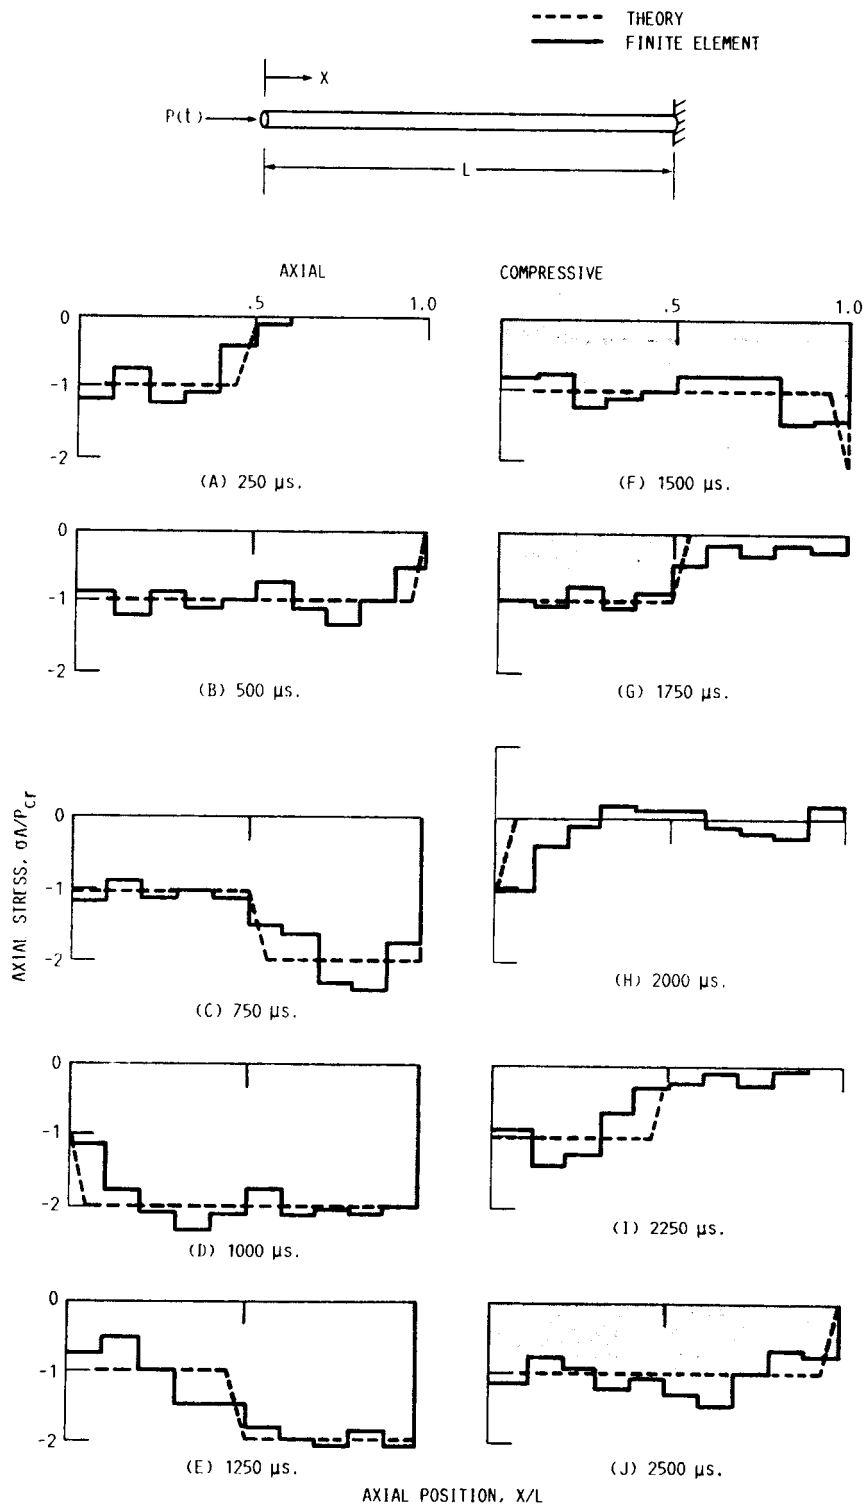 THEORY
FINITE ELEMENT
X
P(t)
L
AXIAL COMPRESSIVE
0 .5 1.0
-1
-2
(A) 250 µs.
.5 1.0
(F) 1500 µs.
0
-1
-2
(B) 500 µs.
(G) 1750 µs.
AXIAL STRESS, σA/Pcr
0
-1
-2
(C) 750 µs.
(H) 2000 µs.
0
-1
-2
(D) 1000 µs.
(I) 2250 µs.
0
-1
-2
(E) 1250 µs.
(J) 2500 µs.
AXIAL POSITION, X/L